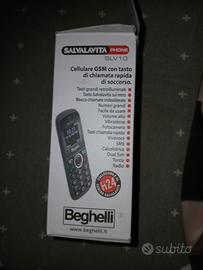 SALVALAVITA PHONE
SLV10
Cellulare GSM con tasto
di chiamata rapida
di soccorso.
Tasti grandi retroilluminati
Tasto Salvalavita sul retro
Blocco chiamate indesiderate
Numeri grandi
Facile da usare
Volume alto
Vibrazione
Fotocamera
Tasti chiamata rapida
Vivavoce
SMS
Calcolatrice
Dual Sim
Torcia
Radio
h24
Beghelli
www.beghelli.it
subito